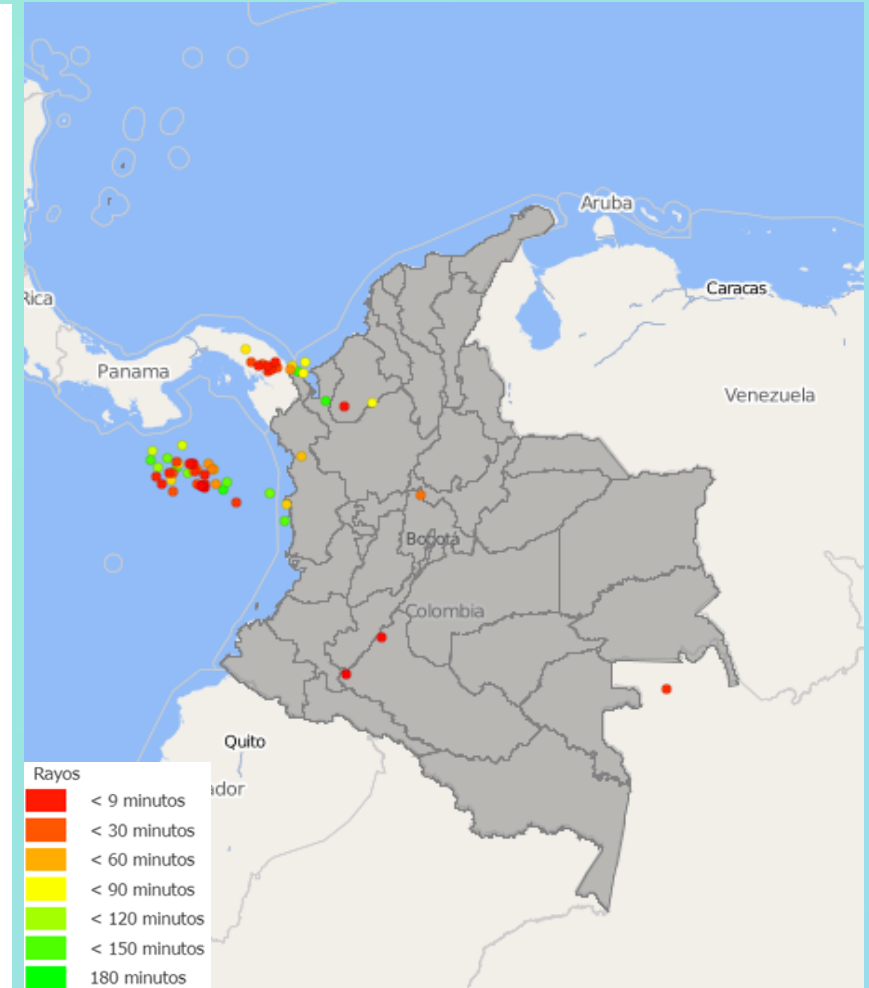 Aruba
Caracas
Rica
Panama
Venezuela
Bogotá
Colombia
Quito
ador
Rayos
< 9 minutos
< 30 minutos
< 60 minutos
< 90 minutos
< 120 minutos
< 150 minutos
180 minutos